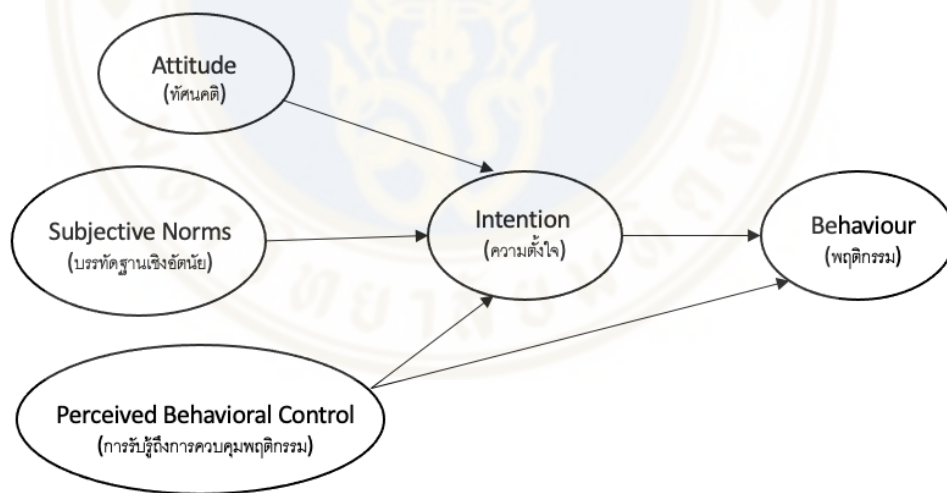 Attitude
(ทัศนคติ)
Subjective Norms
(บรรทัดฐานเชิงอัตนัย)
Intention
(ความตั้งใจ)
Behaviour
(พฤติกรรม)
Perceived Behavioral Control
(การรับรู้ถึงการควบคุมพฤติกรรม)